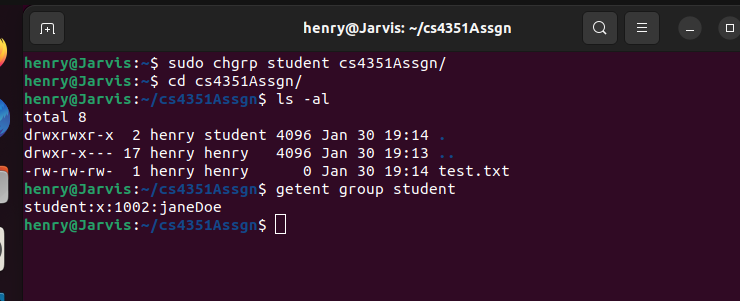 henry@Jarvis: ~/cs4351Assgn
henry@Jarvis:~$ sudo chgrp student cs4351Assgn/
henry@Jarvis:~$ cd cs4351Assgn/
henry@Jarvis:~/cs4351Assgn$ ls -al
total 8
drwxrwxr-x  2 henry student 4096 Jan 30 19:14 .
drwxr-x--- 17 henry henry   4096 Jan 30 19:13 ..
-rw-rw-rw-  1 henry henry      0 Jan 30 19:14 test.txt
henry@Jarvis:~/cs4351Assgn$ getent group student
student:x:1002:janeDoe
henry@Jarvis:~/cs4351Assgn$